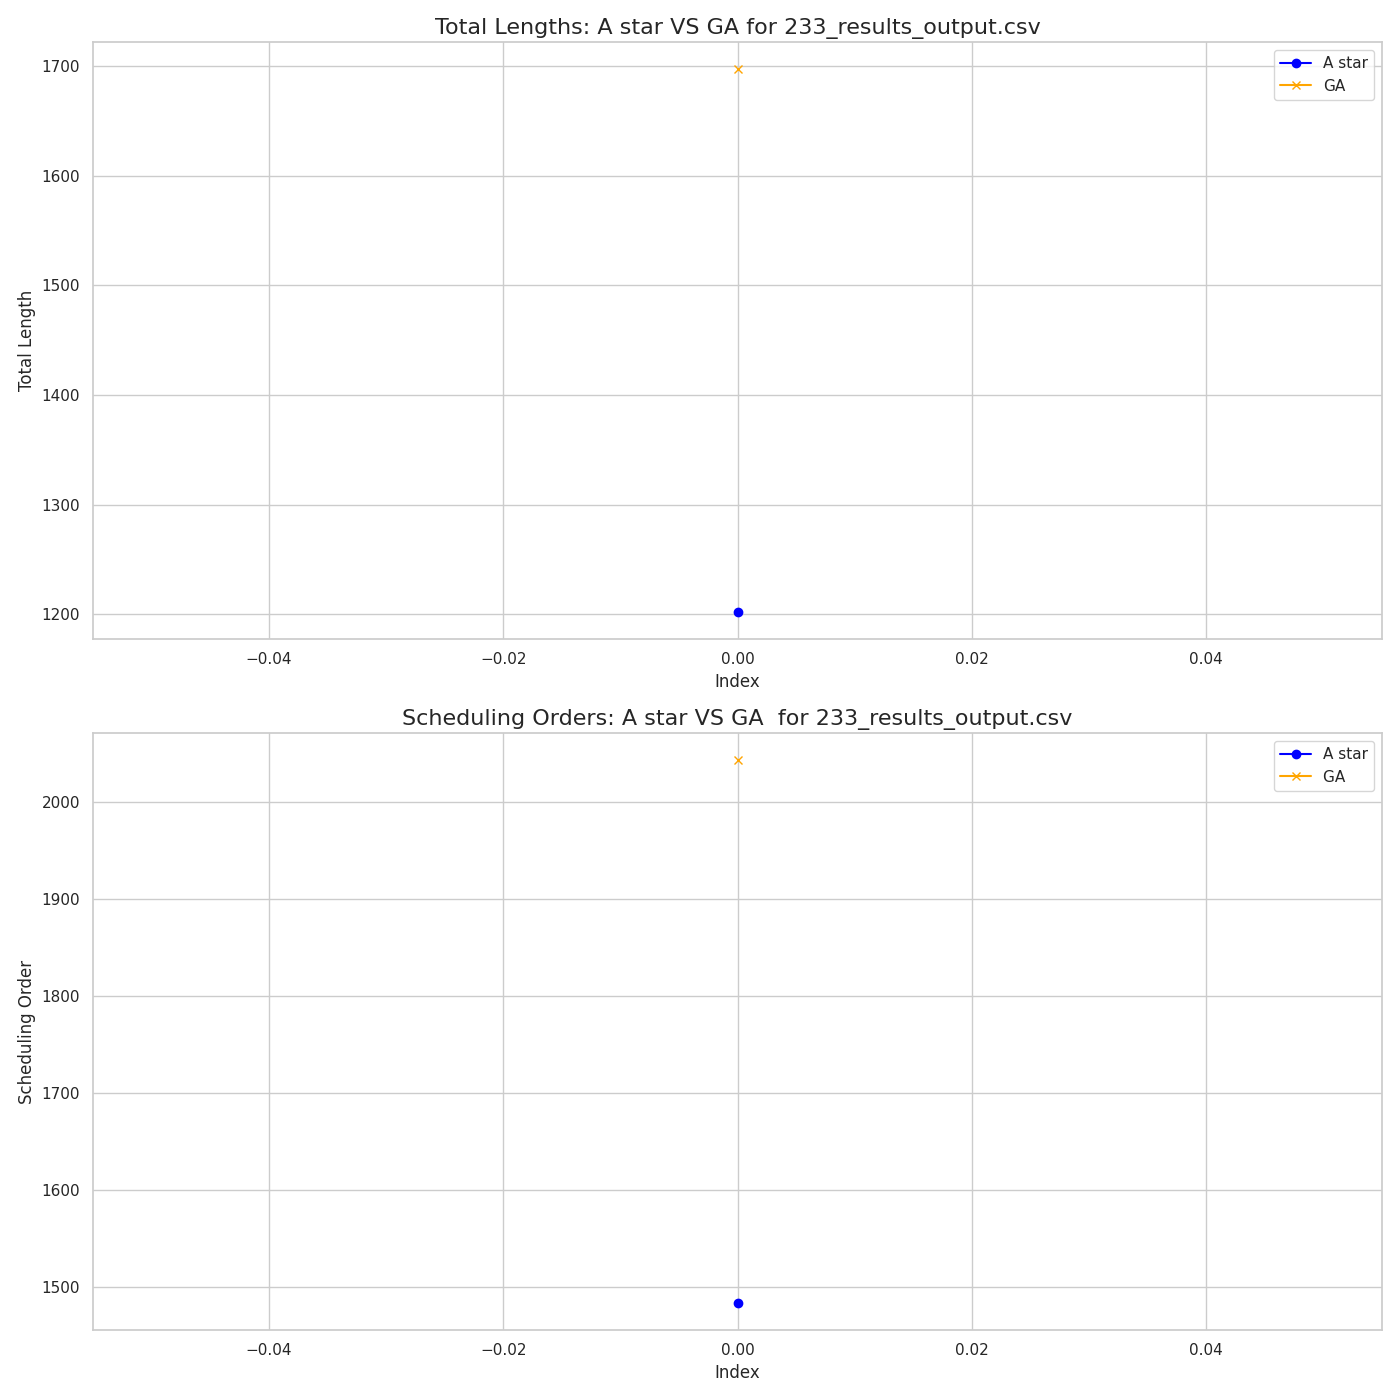 Total Lengths: A star VS GA for 233_results_output.csv
A star
GA
1700
1600
1500
1400
1300
1200
Total Length
−0.04
−0.02
0.00
0.02
0.04
Index
Scheduling Orders: A star VS GA  for 233_results_output.csv
A star
GA
2000
1900
1800
1700
1600
1500
Scheduling Order
−0.04
−0.02
0.00
0.02
0.04
Index